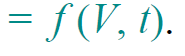 = f(V, t).